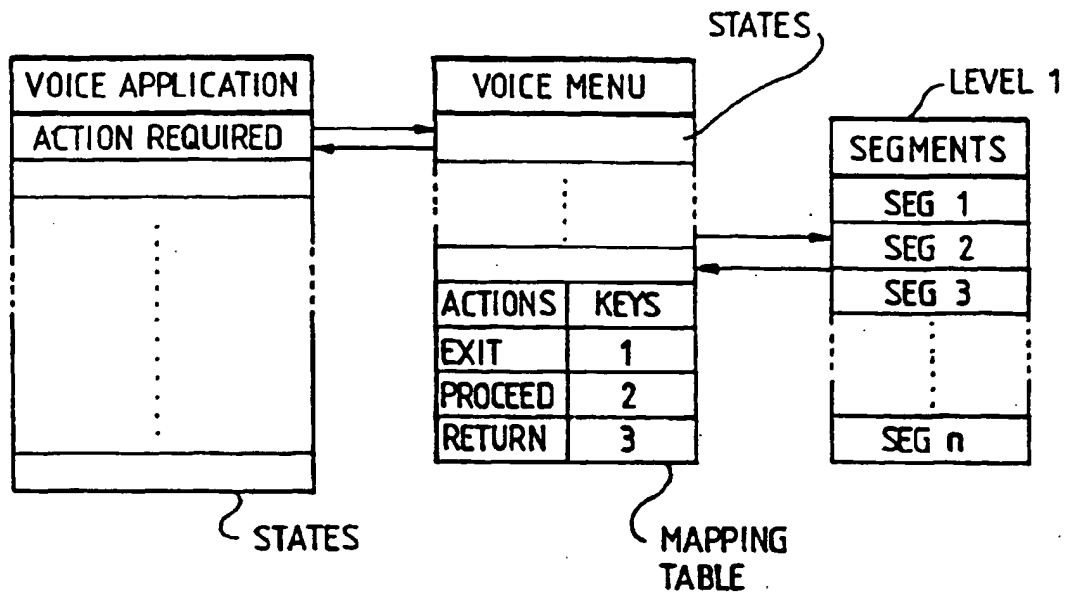 STATES
VOICE APPLICATION
ACTION REQUIRED
STATES
VOICE MENU
ACTIONS KEYS
EXIT 1
PROCEED 2
RETURN 3
MAPPING
TABLE
LEVEL 1
SEGMENTS
SEG 1
SEG 2
SEG 3
SEG n